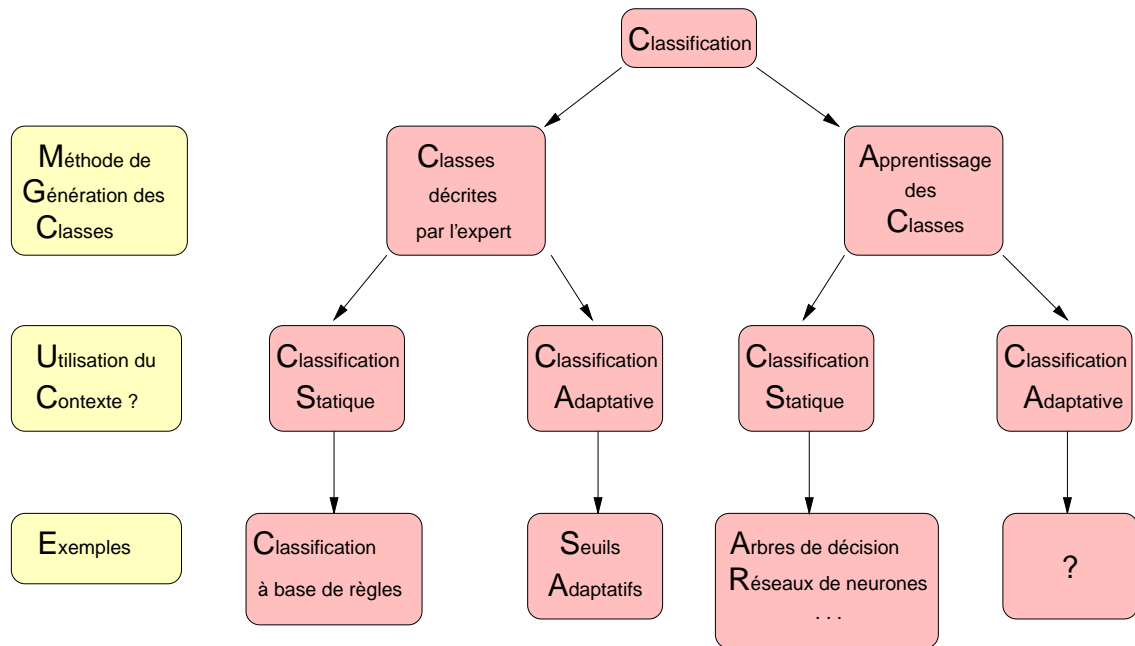 Classification
Méthode de
Génération des
Classes
Classes
décrites
par l'expert
Apprentissage
des
Classes
Utilisation du
Contexte ?
Classification
Statique
Classification
Adaptative
Classification
Statique
Classification
Adaptative
Exemples
Classification
à base de règles
Seuils
Adaptatifs
Arbres de décision
Réseaux de neurones
. . .
?